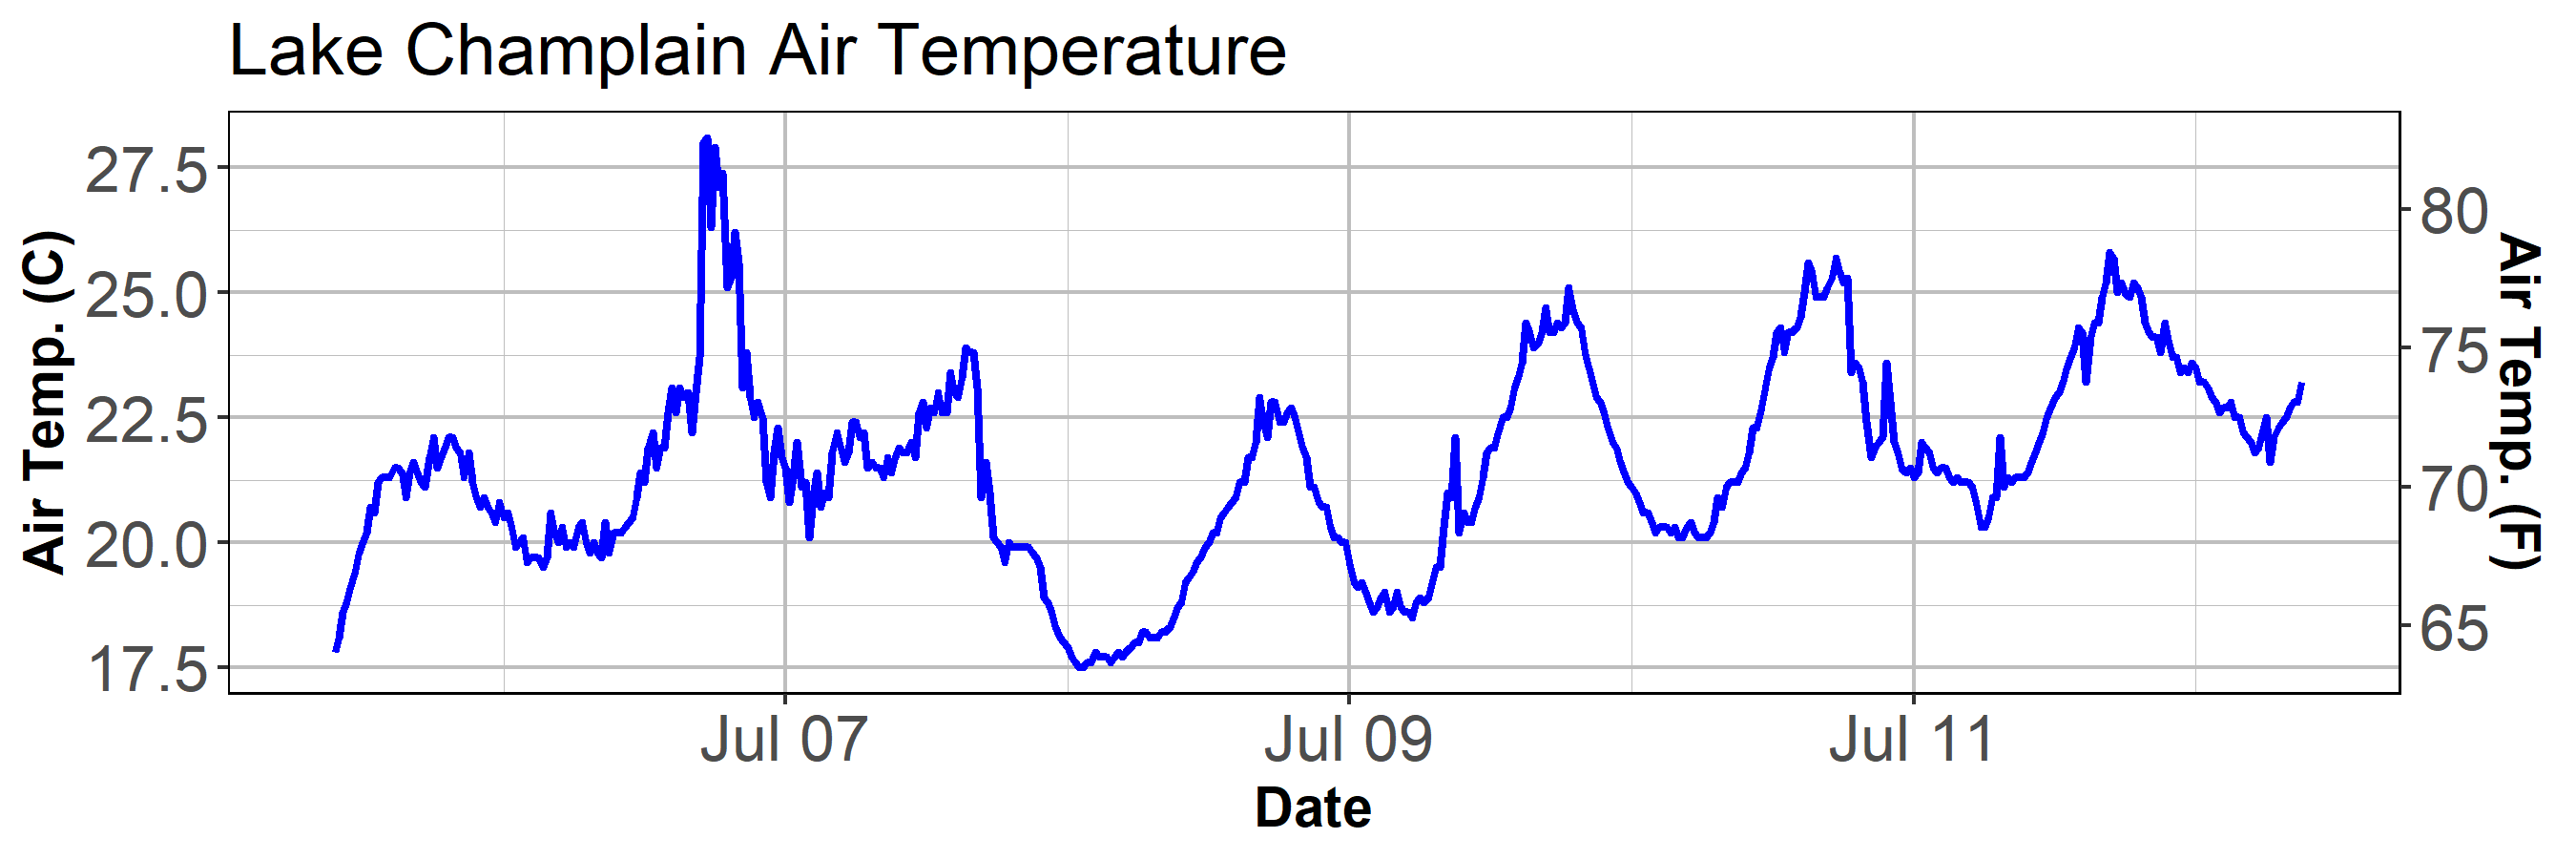 Lake Champlain Air Temperature
Air Temp. (C)
27.5
25.0
22.5
20.0
17.5
80
75
70
65
Air Temp. (F)
Jul 07 Jul 09 Jul 11
Date